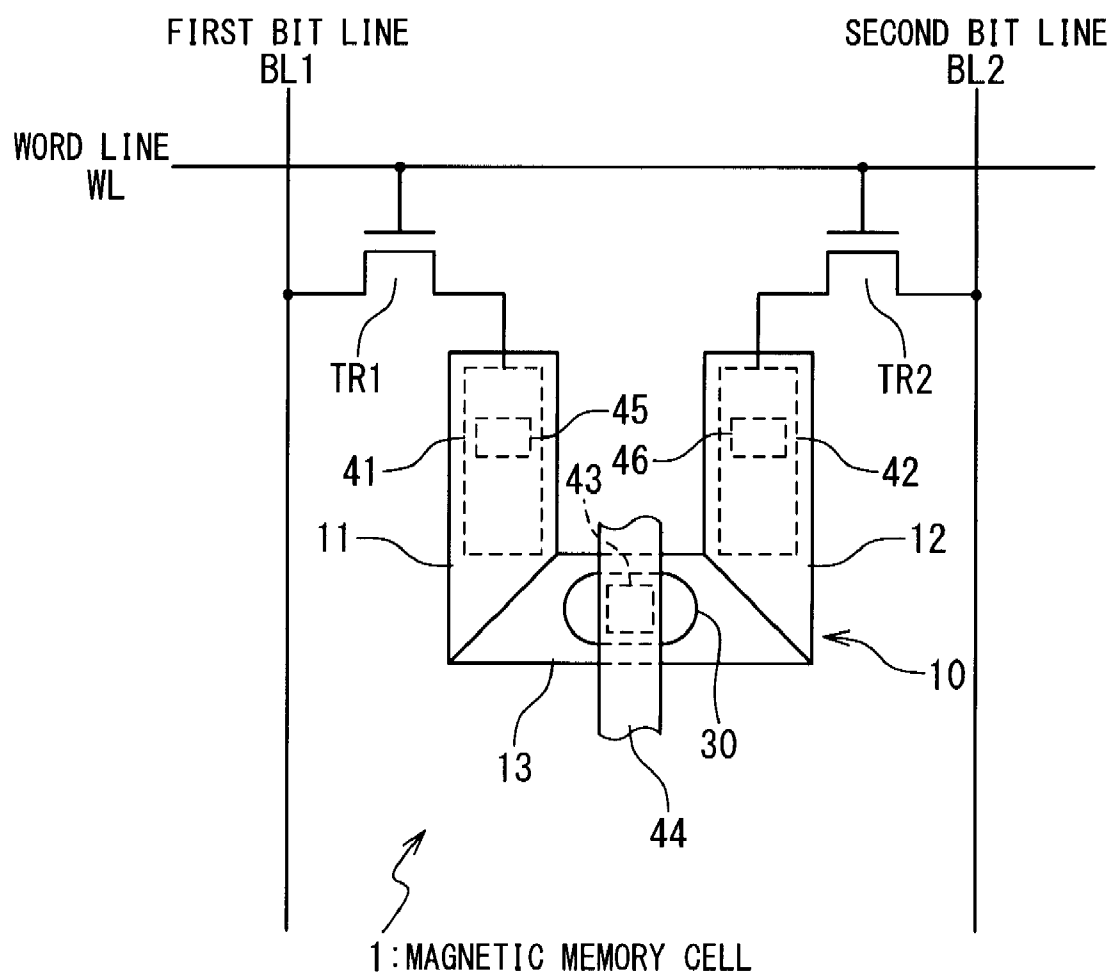 FIRST BIT LINE
BL1
SECOND BIT LINE
BL2
WORD LINE
WL
TR1
TR2
45
41
46
42
43
11
12
10
30
13
44
1:MAGNETIC MEMORY CELL